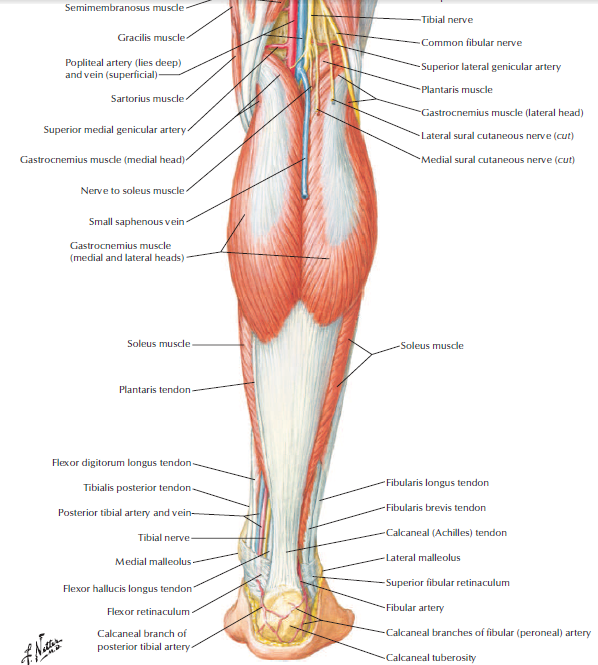 Semimembranosus muscle
Gracilis muscle
Popliteal artery (lies deep)
and vein (superficial)
Sartorius muscle
Superior medial genicular artery
Gastrocnemius muscle (medial head)
Nerve to soleus muscle
Small saphenous vein
Gastrocnemius muscle
(medial and lateral heads)
Soleus muscle
Plantaris tendon
Flexor digitorum longus tendon
Tibialis posterior tendon
Posterior tibial artery and vein
Tibial nerve
Medial malleolus
Flexor hallucis longus tendon
Flexor retinaculum
Calcaneal branch of
posterior tibial artery
Tibial nerve
Common fibular nerve
Superior lateral genicular artery
Plantaris muscle
Gastrocnemius muscle (lateral head)
Lateral sural cutaneous nerve (cut)
Medial sural cutaneous nerve (cut)
Soleus muscle
Fibularis longus tendon
Fibularis brevis tendon
Calcaneal (Achilles) tendon
Lateral malleolus
Superior fibular retinaculum
Fibular artery
Calcaneal branches of fibular (peroneal) artery
Calcaneal tuberosity
F. Netter
M.D.